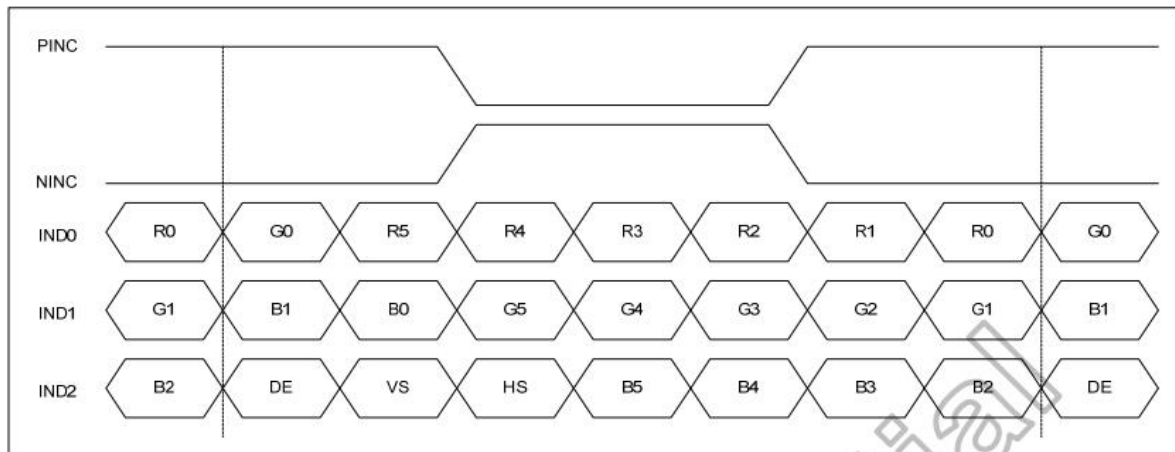 PINC
NINC
IND0 R0 G0 R5 R4 R3 R2 R1 R0 G0
IND1 G1 B1 B0 G5 G4 G3 G2 G1 B1
IND2 B2 DE VS HS B5 B4 B3 B2 DE
tial